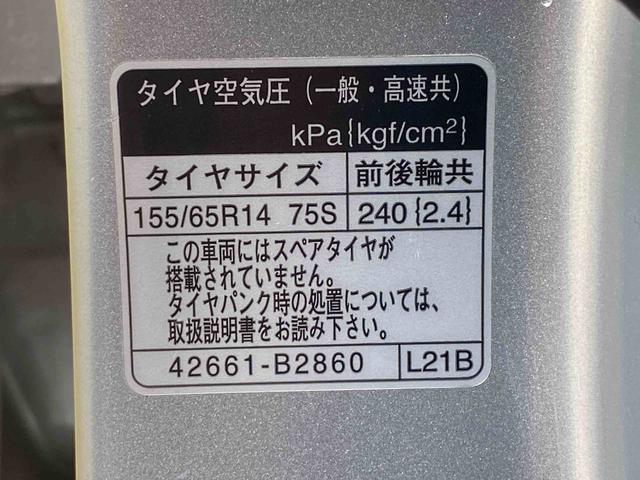 タイヤ空気圧（一般・高速共）
kPa{kgf/cm²}
タイヤサイズ 前後輪共
155/65R14 75S 240{2.4}
この車両にはスペアタイヤが
搭載されていません。
タイヤパンク時の処置については、
取扱説明書をお読み下さい。
42661-B2860 L21B